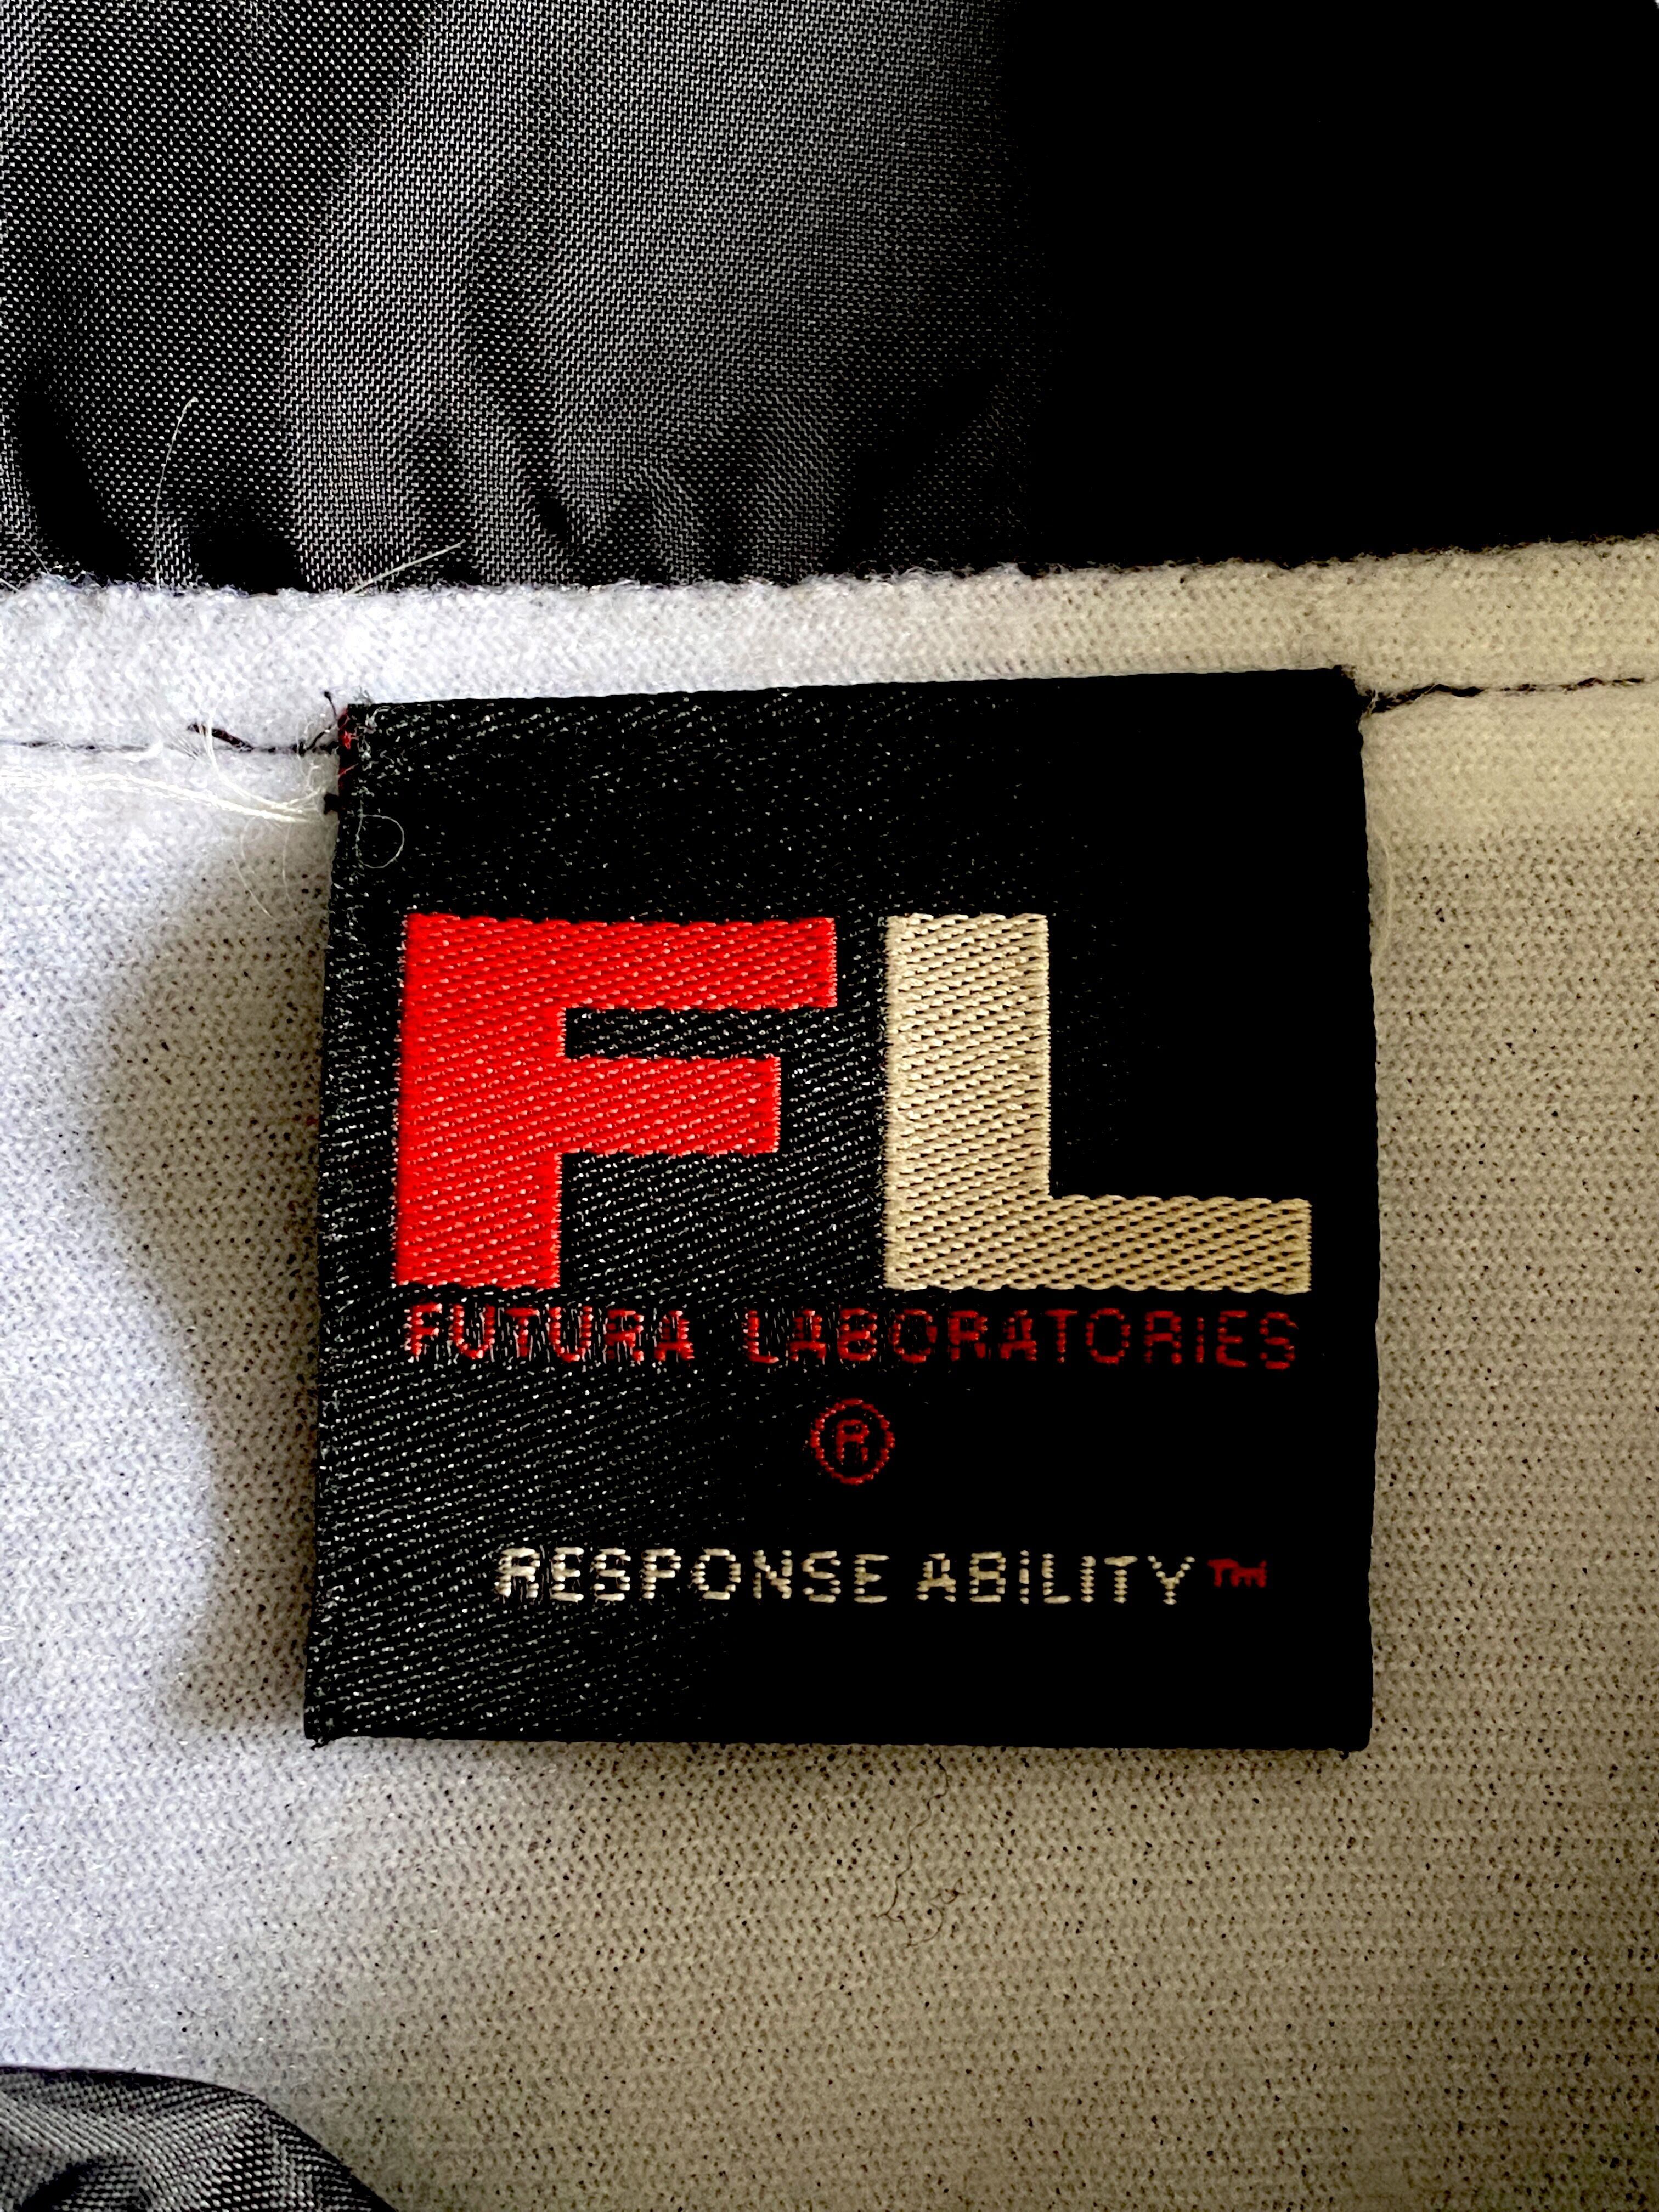 FL
FUTURA LABORATORIES
®
RESPONSE ABILITY™